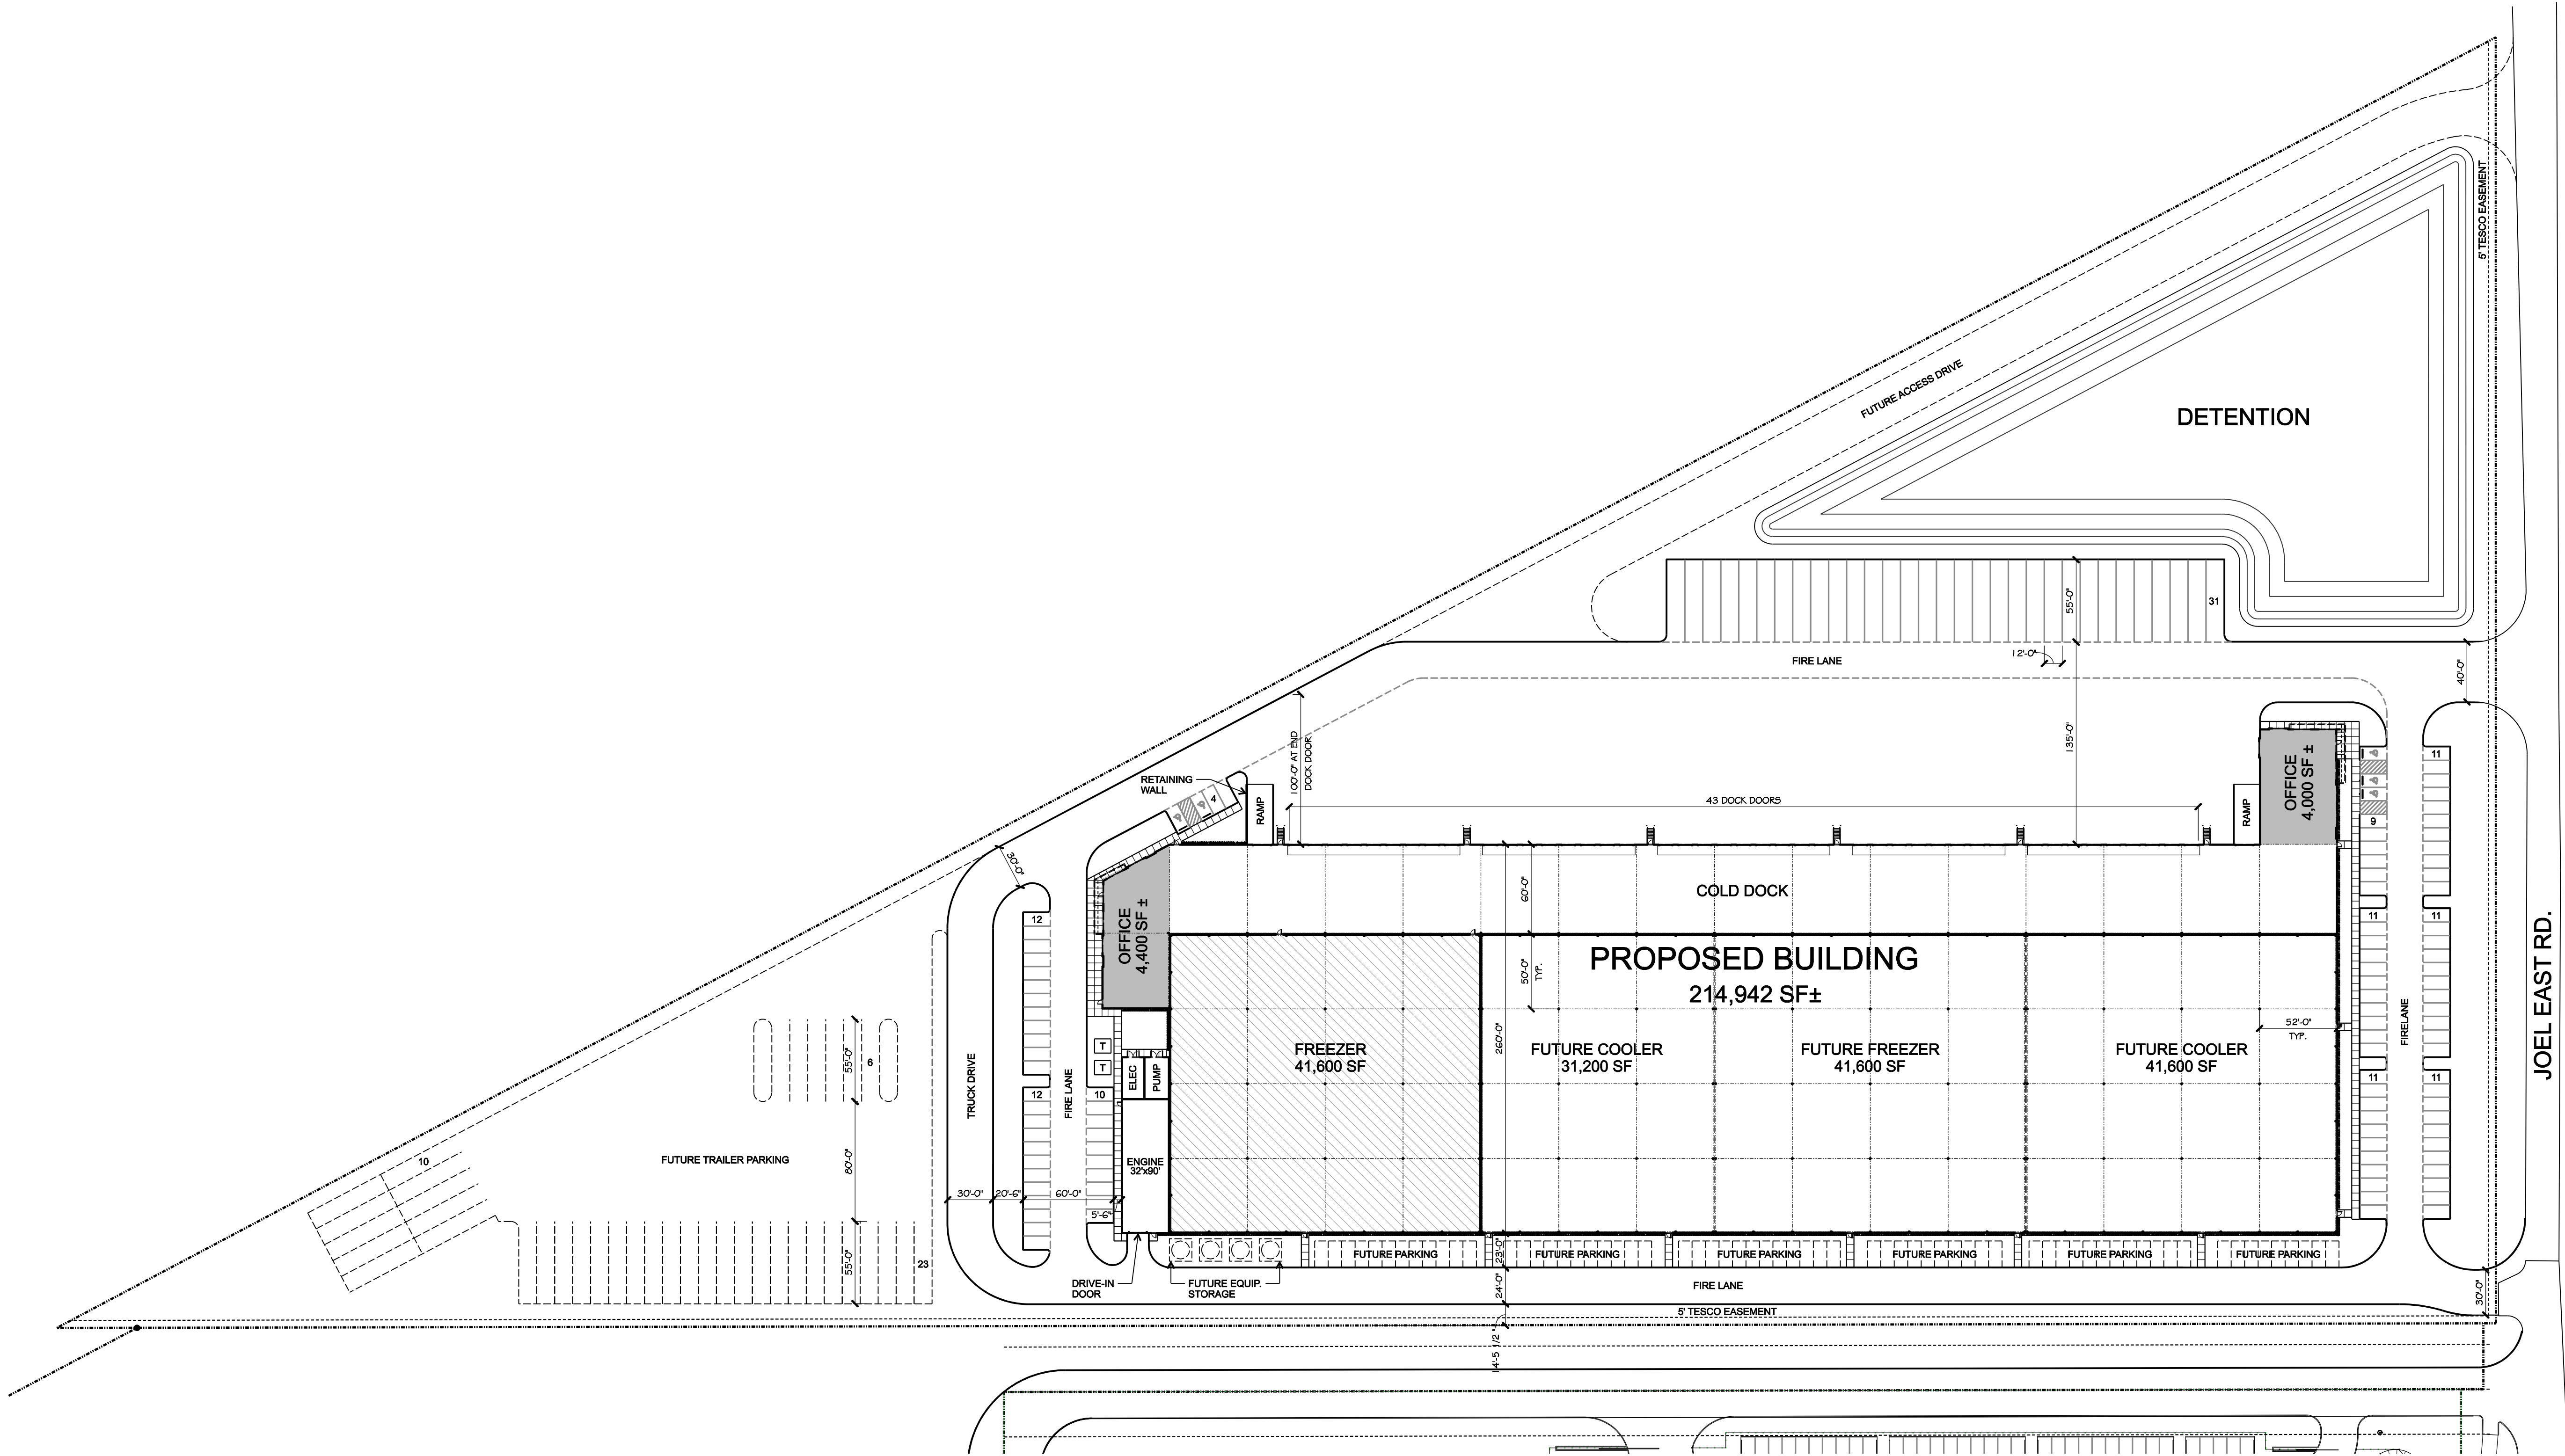 5' TESCO EASEMENT
FUTURE ACCESS DRIVE
DETENTION
55'-0"
31
FIRE LANE
12'-0"
40'-0"
135'-0"
100'-0" AT END
DOCK DOOR
RETAINING
WALL
4
RAMP
43 DOCK DOORS
RAMP
OFFICE
4,000 SF ±
11
9
30'-0"
12
OFFICE
4,400 SF ±
60'-0"
COLD DOCK
11
11
PROPOSED BUILDING
214,942 SF±
50'-0"
TYP.
JOEL EAST RD.
FIRELANE
52'-0"
TYP.
260'-0"
FREEZER
41,600 SF
FUTURE COOLER
31,200 SF
FUTURE FREEZER
41,600 SF
FUTURE COOLER
41,600 SF
55'-0"
6
TRUCK DRIVE
FIRE LANE
T
T
ELEC
PUMP
12
10
11
11
FUTURE TRAILER PARKING
80'-0"
10
ENGINE
32'x90'
30'-0"
20'-6"
60'-0"
5'-6"
55'-0"
23
FUTURE PARKING
23'-0"
FUTURE PARKING
FUTURE PARKING
FUTURE PARKING
FUTURE PARKING
FUTURE PARKING
DRIVE-IN
DOOR
FUTURE EQUIP.
STORAGE
24'-0"
FIRE LANE
30'-0"
5' TESCO EASEMENT
14'-5 1/2"